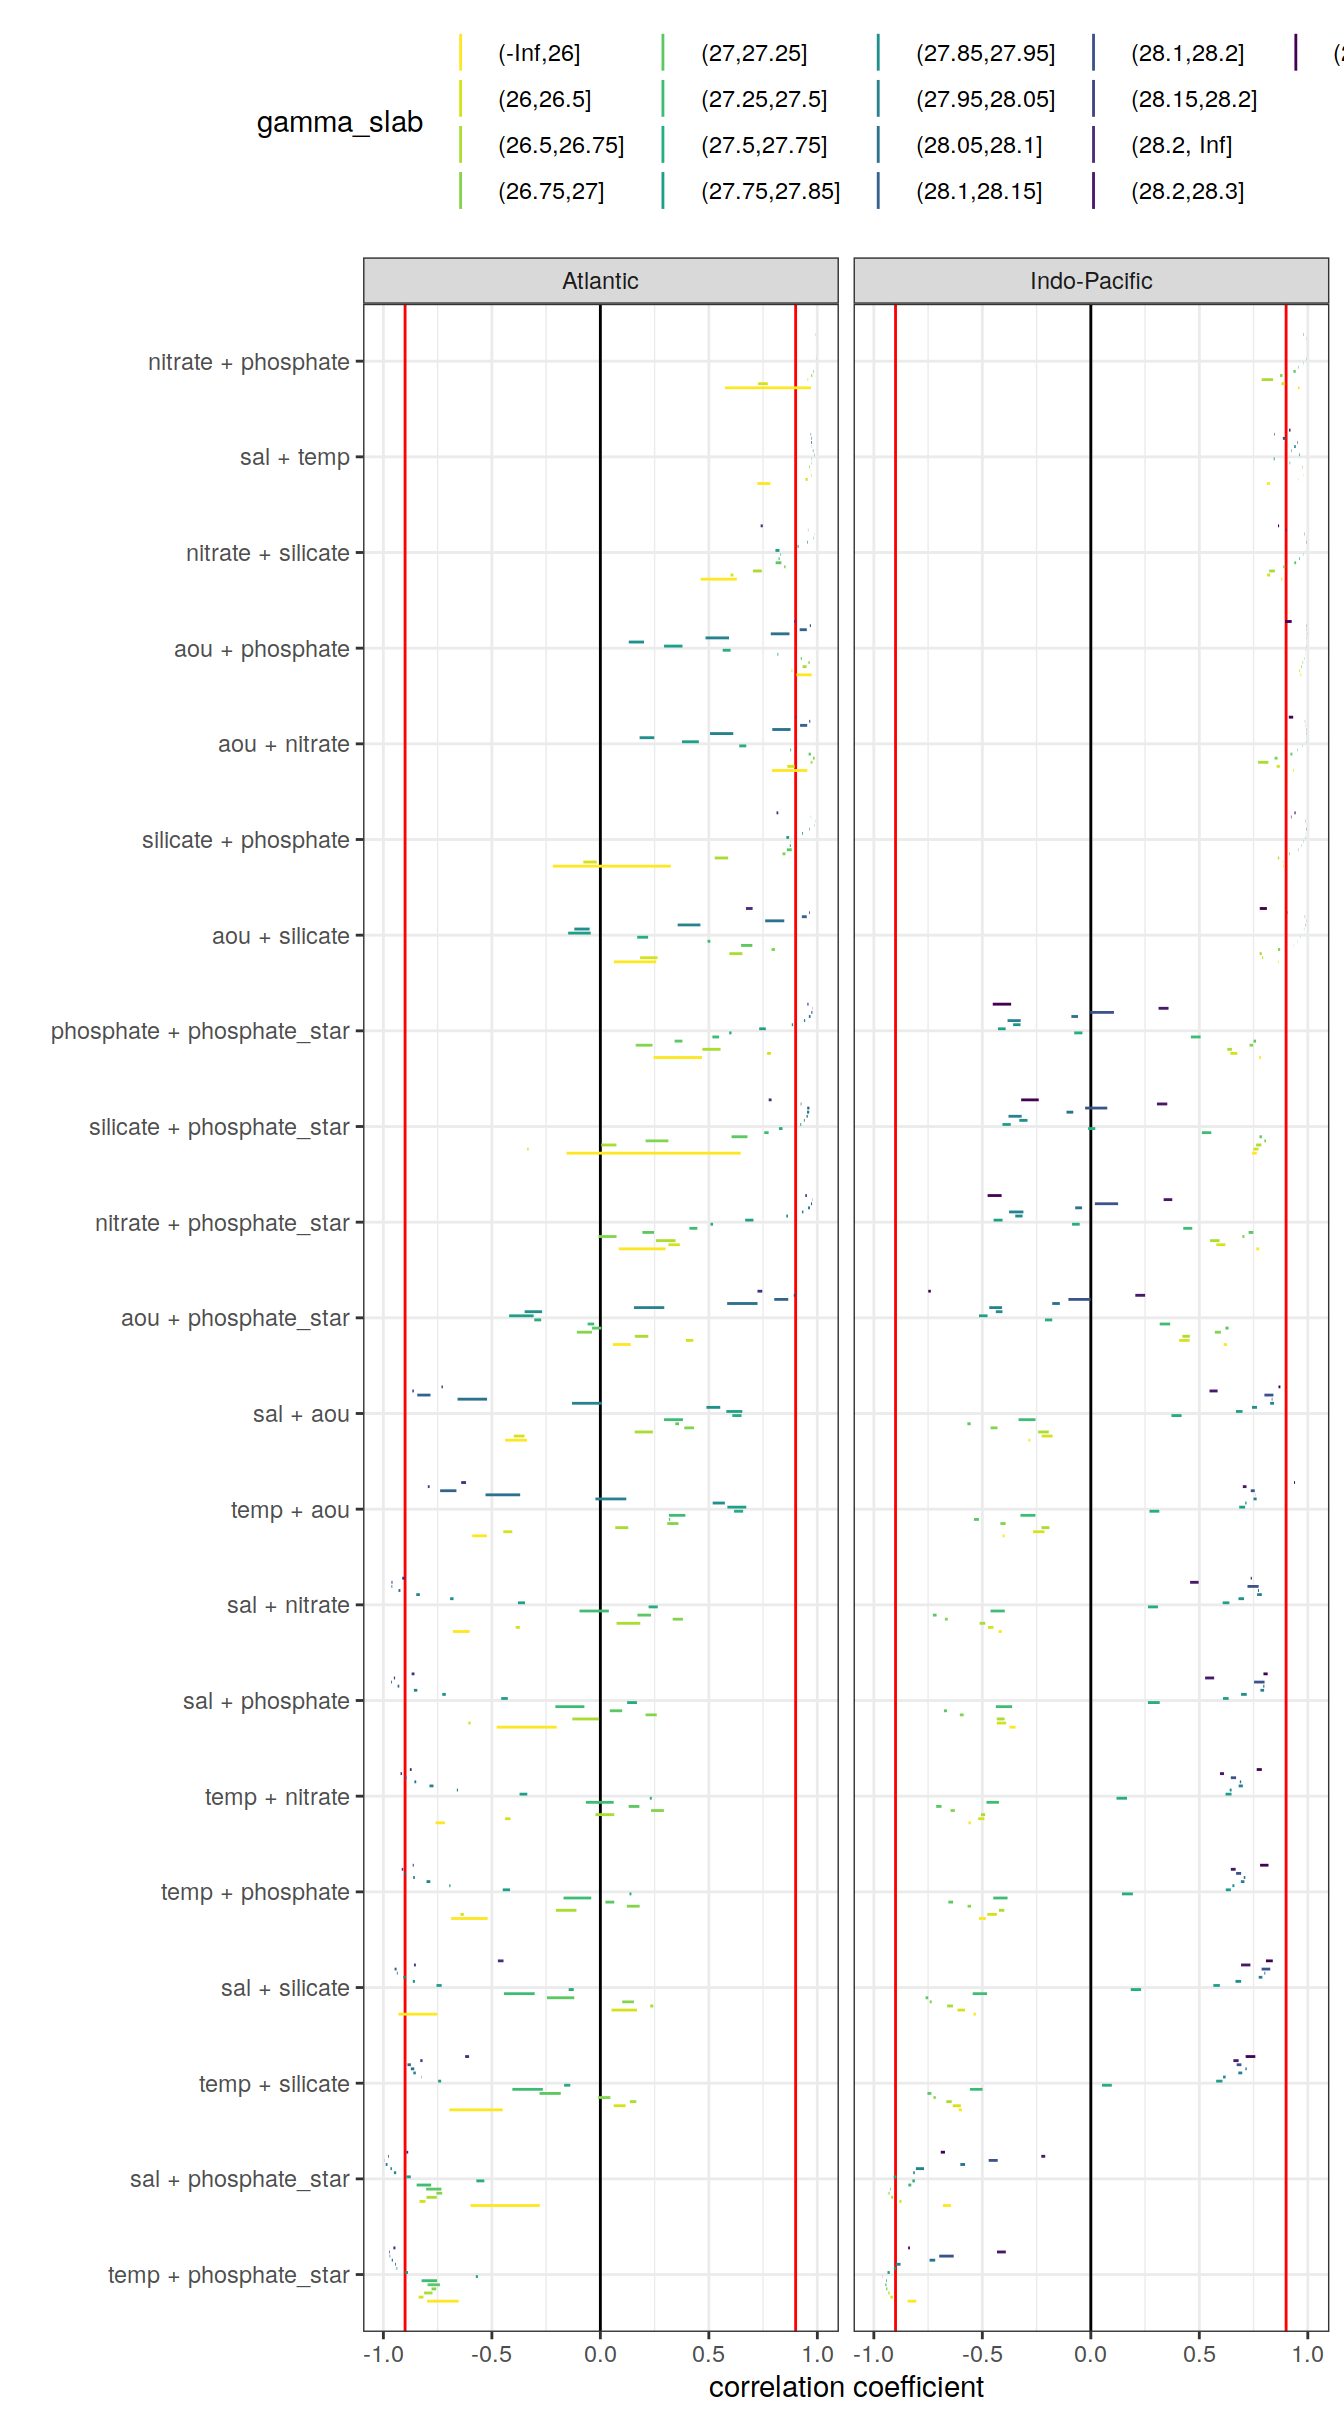 gamma_slab
(-Inf,26] (27,27.25] (27.85,27.95] (28.1,28.2]
(26,26.5] (27.25,27.5] (27.95,28.05] (28.15,28.2]
(26.5,26.75] (27.5,27.75] (28.05,28.1] (28.2, Inf]
(26.75,27] (27.75,27.85] (28.1,28.15] (28.2,28.3]
Atlantic Indo-Pacific
nitrate + phosphate
sal + temp
nitrate + silicate
aou + phosphate
aou + nitrate
silicate + phosphate
aou + silicate
phosphate + phosphate_star
silicate + phosphate_star
nitrate + phosphate_star
aou + phosphate_star
sal + aou
temp + aou
sal + nitrate
sal + phosphate
temp + nitrate
temp + phosphate
sal + silicate
temp + silicate
sal + phosphate_star
temp + phosphate_star
-1.0 -0.5 0.0 0.5 1.0 -1.0 -0.5 0.0 0.5 1.0
correlation coefficient